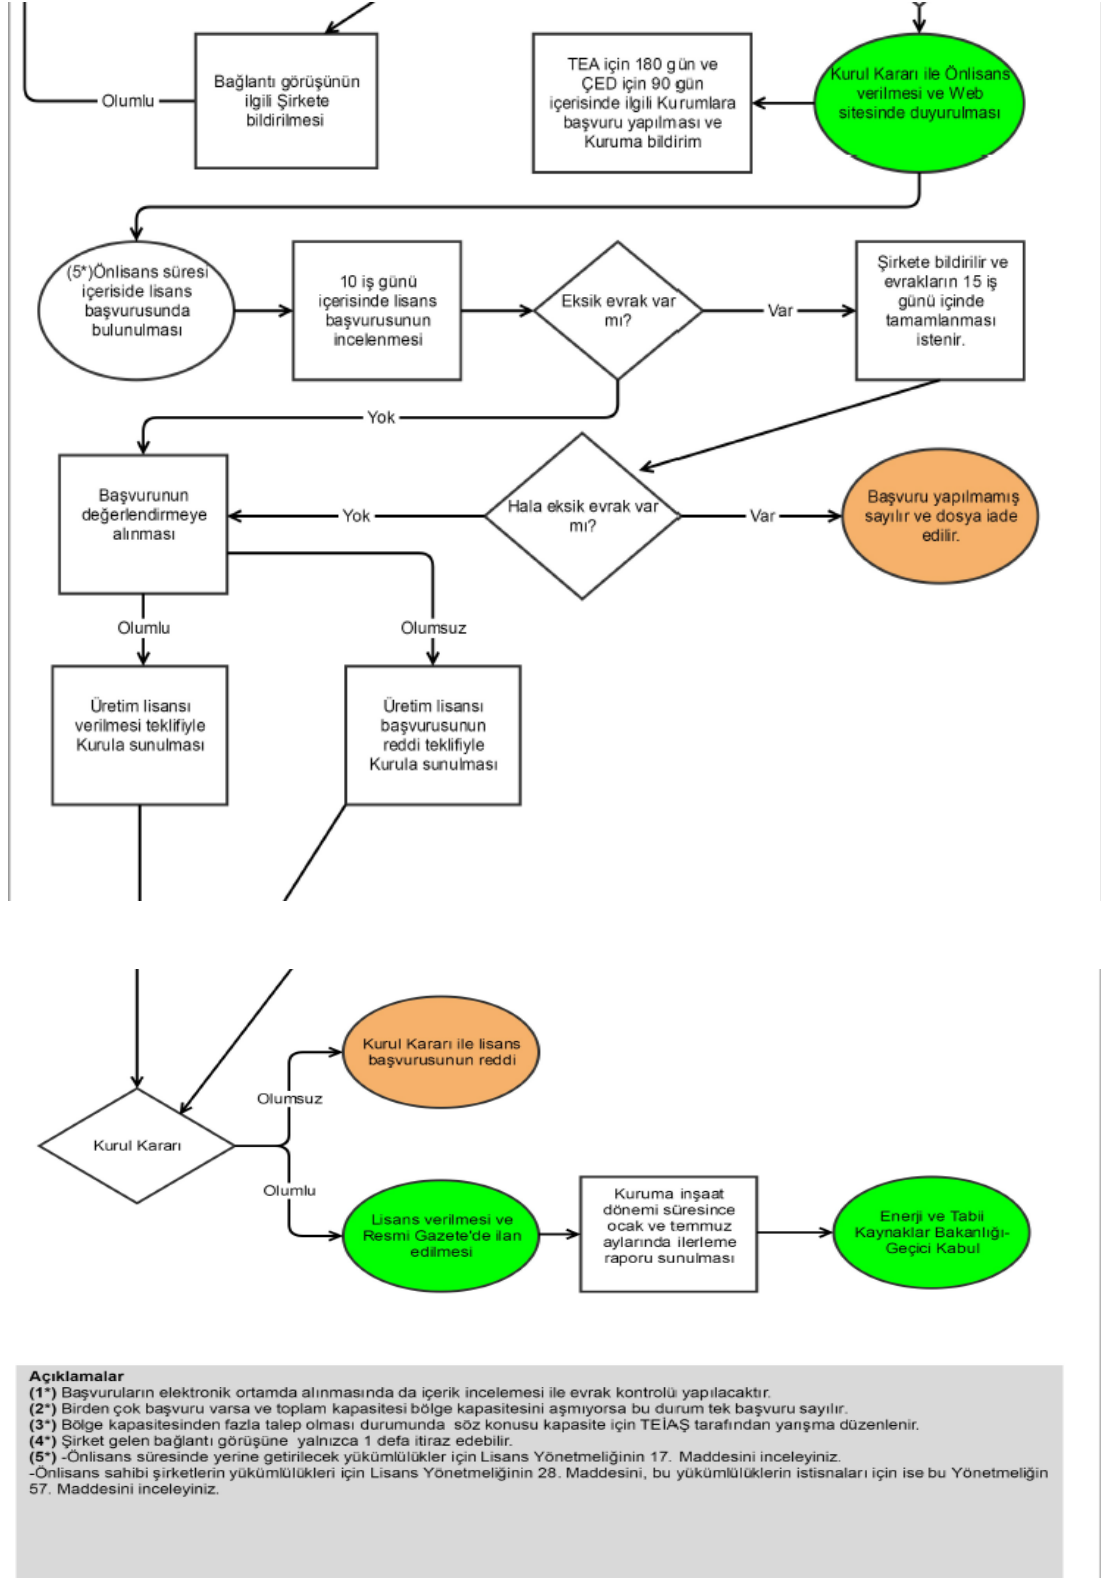 Bağlantı görüşünün
ilgili Şirkete
bildirilmesi
Olumlu
TEA için 180 gün ve
ÇED için 90 gün
içerisinde ilgili Kurumlara
başvuru yapılması ve
Kuruma bildirim
Kurul Kararı ile Önlisans
verilmesi ve Web
sitesinde duyurulması
(5*)Önlisans süresi
içeriside lisans
başvurusunda
bulunulması
10 iş günü
içerisinde lisans
başvurusunun
incelenmesi
Eksik evrak var
mı?
Var
Şirkete bildirilir ve
evrakların 15 iş
günü içinde
tamamlanması
istenir.
Yok
Başvurunun
değerlendirmeye
alınması
Yok
Hala eksik evrak var
mı?
Var
Başvuru yapılmamış
sayılır ve dosya iade
edilir.
Olumlu
Olumsuz
Üretim lisansı
verilmesi teklifiyle
Kurula sunulması
Üretim lisansı
başvurusunun
reddi teklifiyle
Kurula sunulması
Kurul Kararı ile lisans
başvurusunun reddi
Olumsuz
Kurul Kararı
Olumlu
Lisans verilmesi ve
Resmi Gazete'de ilan
edilmesi
Kuruma inşaat
dönemi süresince
ocak ve temmuz
aylarında ilerleme
raporu sunulması
Enerji ve Tabii
Kaynaklar Bakanlığı-
Geçici Kabul
Açıklamalar
(1*) Başvuruların elektronik ortamda alınmasında da içerik incelemesi ile evrak kontrolü yapılacaktır.
(2*) Birden çok başvuru varsa ve toplam kapasitesi bölge kapasitesini aşmıyorsa bu durum tek başvuru sayılır.
(3*) Bölge kapasitesinden fazla talep olması durumunda söz konusu kapasite için TEİAŞ tarafından yarışma düzenlenir.
(4*) Şirket gelen bağlantı görüşüne yalnızca 1 defa itiraz edebilir.
(5*) -Önlisans süresinde yerine getirilecek yükümlülükler için Lisans Yönetmeliğinin 17. Maddesini inceleyiniz.
-Önlisans sahibi şirketlerin yükümlülükleri için Lisans Yönetmeliğinin 28. Maddesini, bu yükümlülüklerin istisnaları için ise bu Yönetmeliğin
57. Maddesini inceleyiniz.